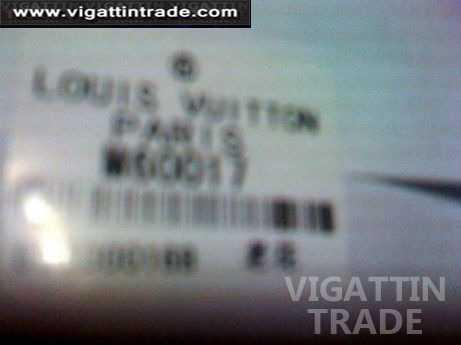 www.vigattintrade.com
LOUIS VUITTON
PARIS
M60017
VIGATTIN
TRADE